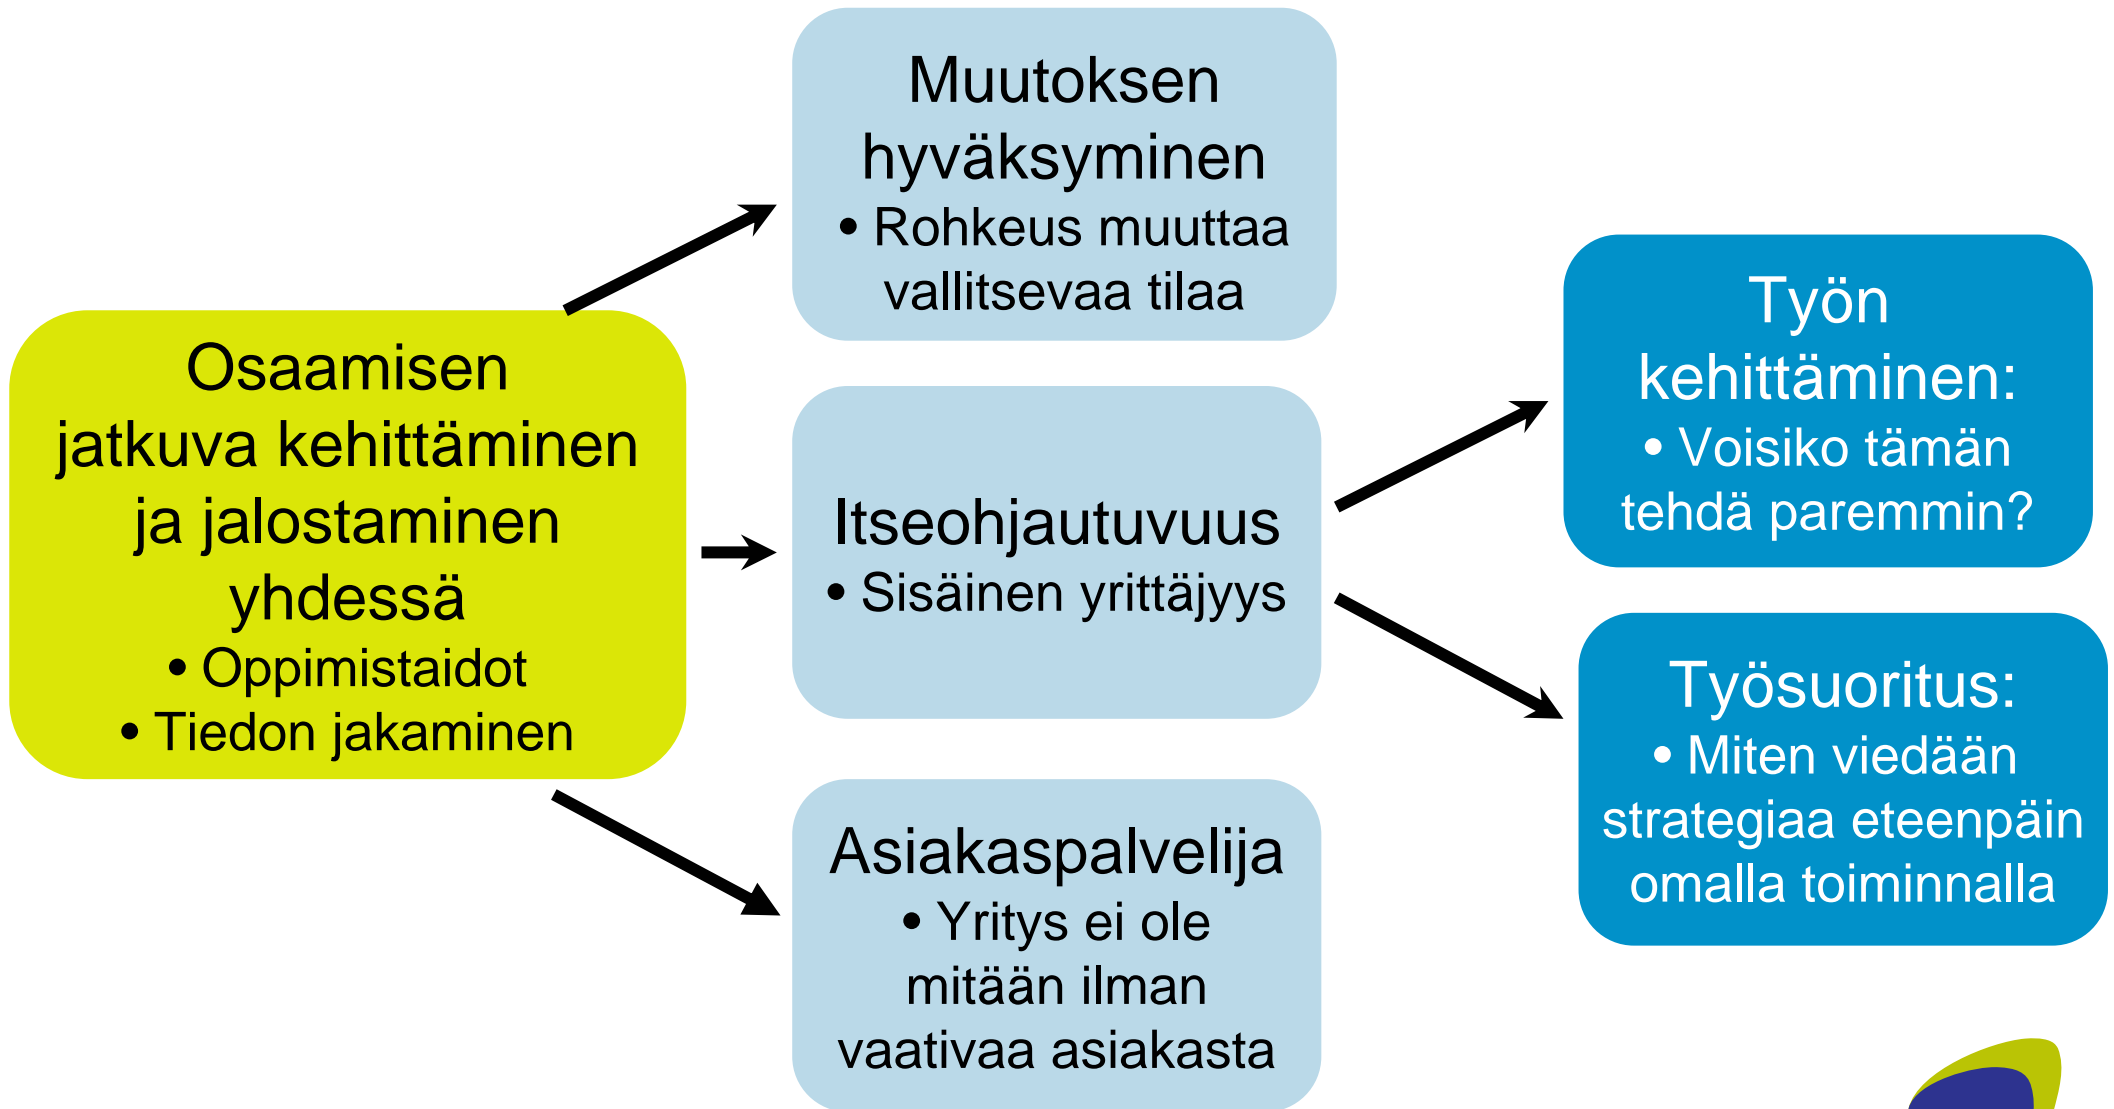 Osaamisen
jatkuva kehittäminen
ja jalostaminen
yhdessä
• Oppimistaidot
• Tiedon jakaminen
Muutoksen
hyväksyminen
• Rohkeus muuttaa
vallitsevaa tilaa
Itseohjautuvuus
• Sisäinen yrittäjyys
Asiakaspalvelija
• Yritys ei ole
mitään ilman
vaativaa asiakasta
Työn
kehittäminen:
• Voisiko tämän
tehdä paremmin?
Työsuoritus:
• Miten viedään
strategiaa eteenpäin
omalla toiminnalla